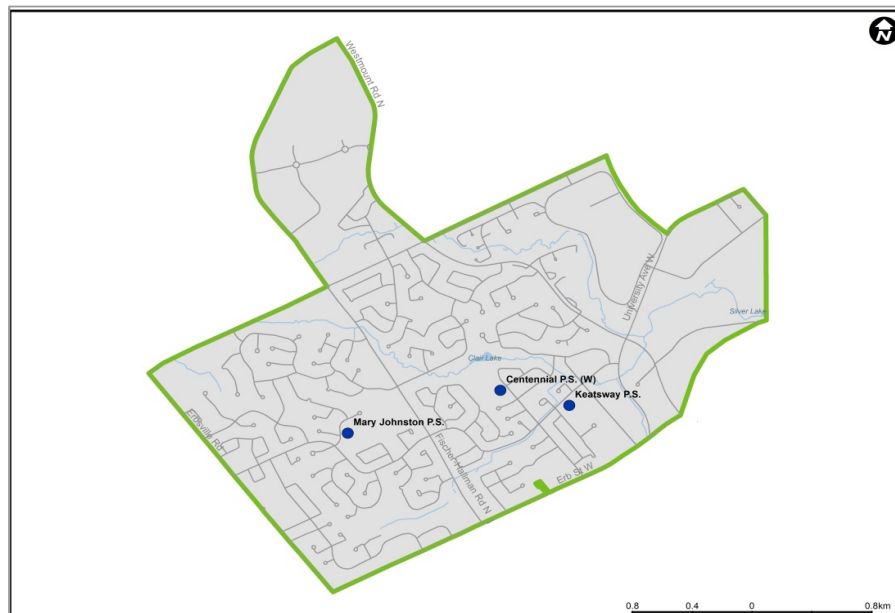 N
Westmount Rd N
University Ave W
Silver Lake
Clair Lake
Centennial P.S. (W)
Keatsway P.S.
Mary Johnston P.S.
Erbsville Rd
Fischer-Hallman Rd N
Erb St W
0.8 0.4 0 0.8km